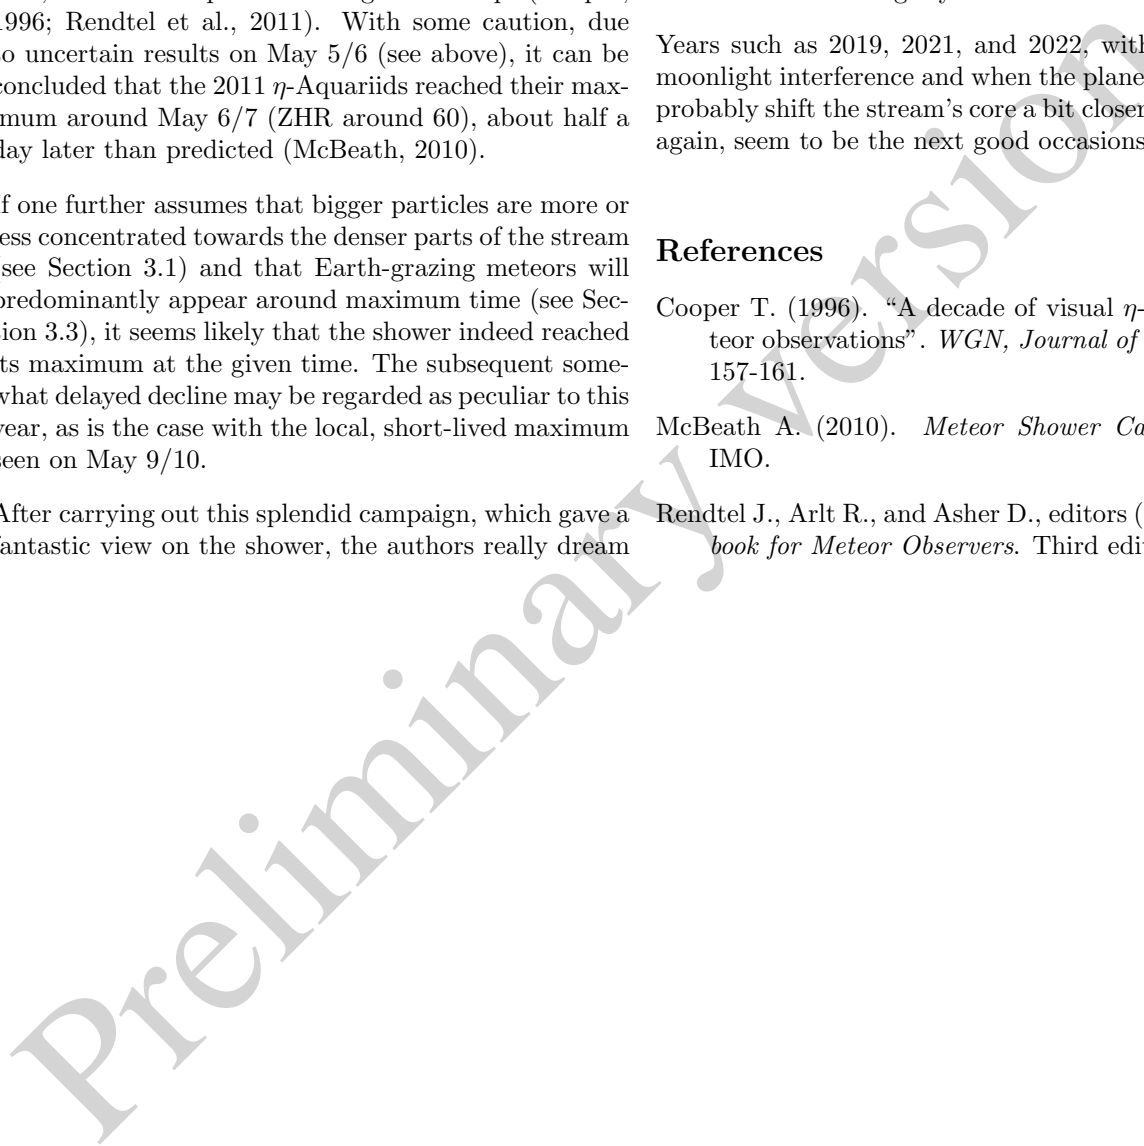 1996; Rendtel et al., 2011). With some caution, due
to uncertain results on May 5/6 (see above), it can be
concluded that the 2011 η-Aquariids reached their max-
imum around May 6/7 (ZHR around 60), about half a
day later than predicted (McBeath, 2010).
If one further assumes that bigger particles are more or
less concentrated towards the denser parts of the stream
(see Section 3.1) and that Earth-grazing meteors will
predominantly appear around maximum time (see Sec-
tion 3.3), it seems likely that the shower indeed reached
its maximum at the given time. The subsequent some-
what delayed decline may be regarded as peculiar to this
year, as is the case with the local, short-lived maximum
seen on May 9/10.
After carrying out this splendid campaign, which gave a
fantastic view on the shower, the authors really dream
Years such as 2019, 2021, and 2022, with
moonlight interference and when the plane
probably shift the stream's core a bit closer
again, seem to be the next good occasions
References
Cooper T. (1996). “A decade of visual η-
teor observations”. WGN, Journal of
157-161.
McBeath A. (2010). Meteor Shower Ca
IMO.
Rendtel J., Arlt R., and Asher D., editors (
book for Meteor Observers. Third edit
Preliminary version